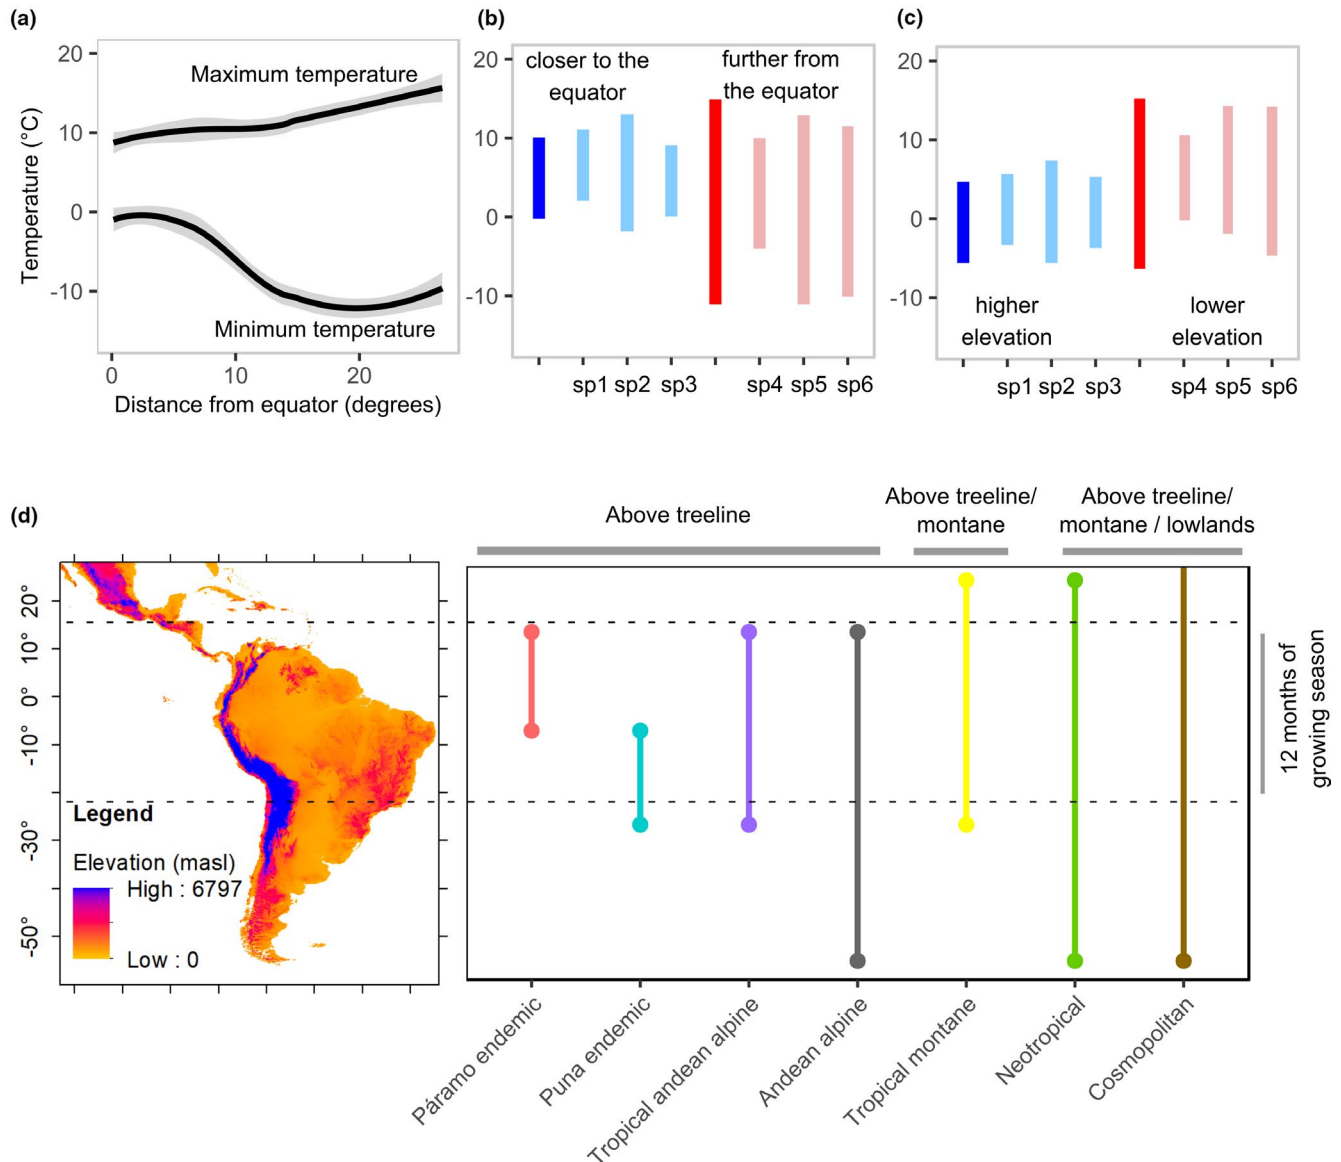 (a)
20
10
0
-10
Temperature (°C)
Maximum temperature
Minimum temperature
0
10
20
Distance from equator (degrees)
(b)
20
10
0
-10
closer to the
equator
further from
the equator
sp1
sp2
sp3
sp4
sp5
sp6
(c)
20
10
0
-10
higher
elevation
lower
elevation
sp1
sp2
sp3
sp4
sp5
sp6
(d)
20°
10°
0°
-10°
-30°
-50°
Legend
Elevation (masl)
High : 6797
Low : 0
Above treeline
Above treeline/
montane
Above treeline/
montane / lowlands
12 months of
growing season
Páramo endemic
Puna endemic
Tropical andean alpine
Andean alpine
Tropical montane
Neotropical
Cosmopolitan